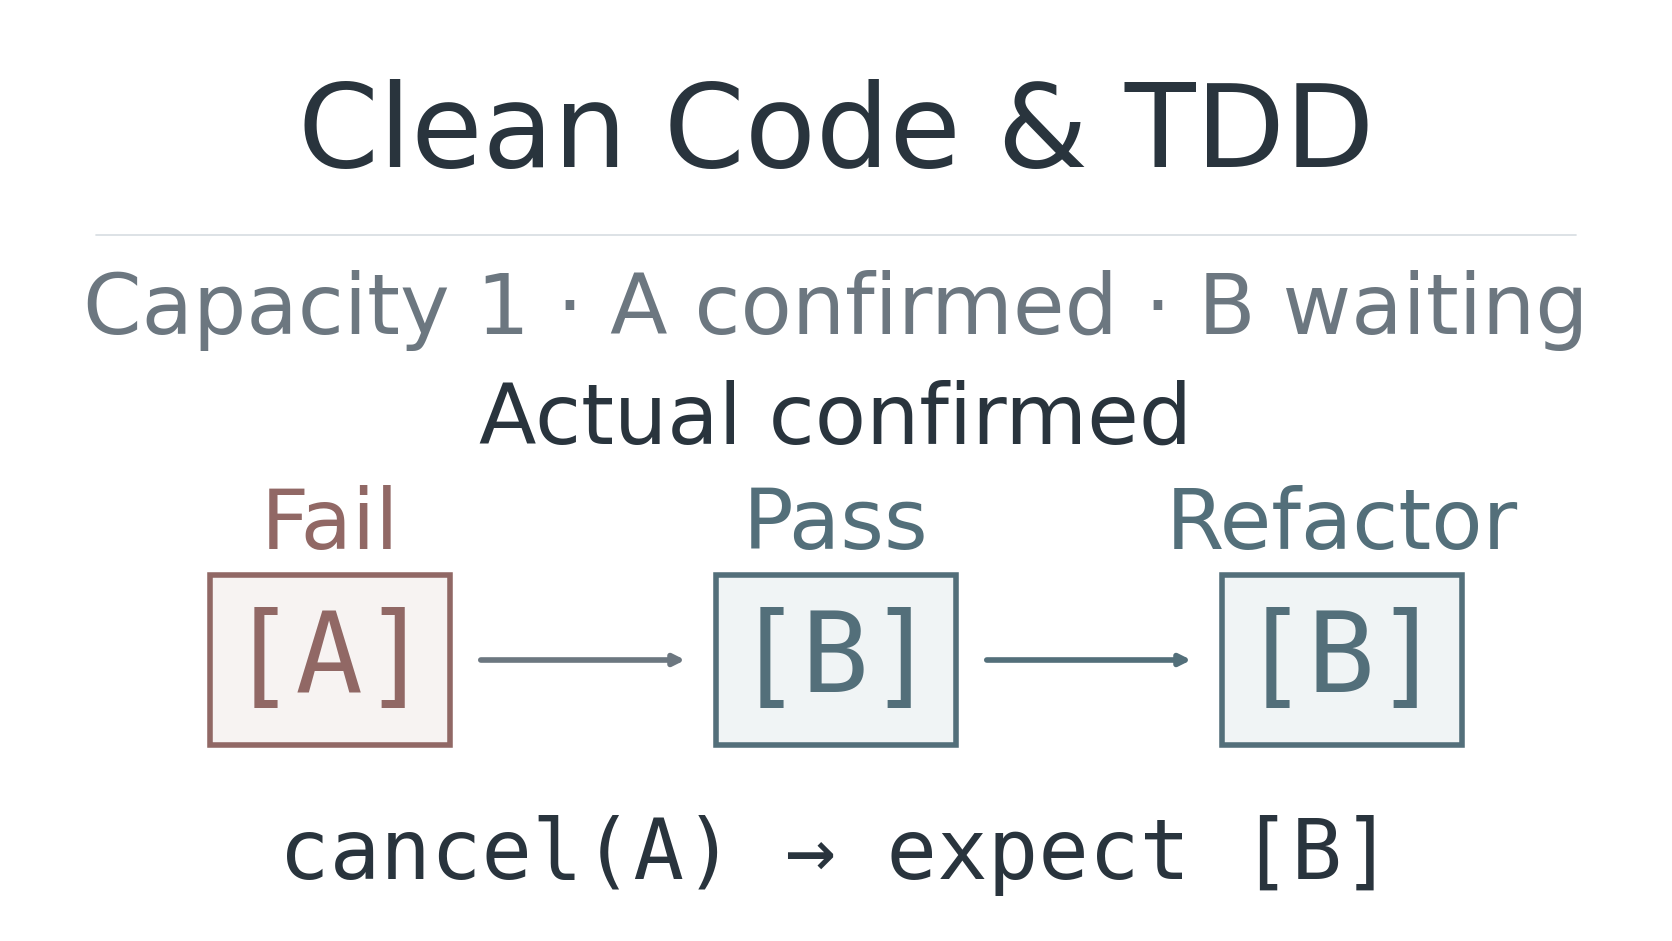 Clean Code & TDD
Capacity 1 · A confirmed · B waiting
Actual confirmed
Fail Pass Refactor
[A] [B] [B]
cancel(A) → expect [B]